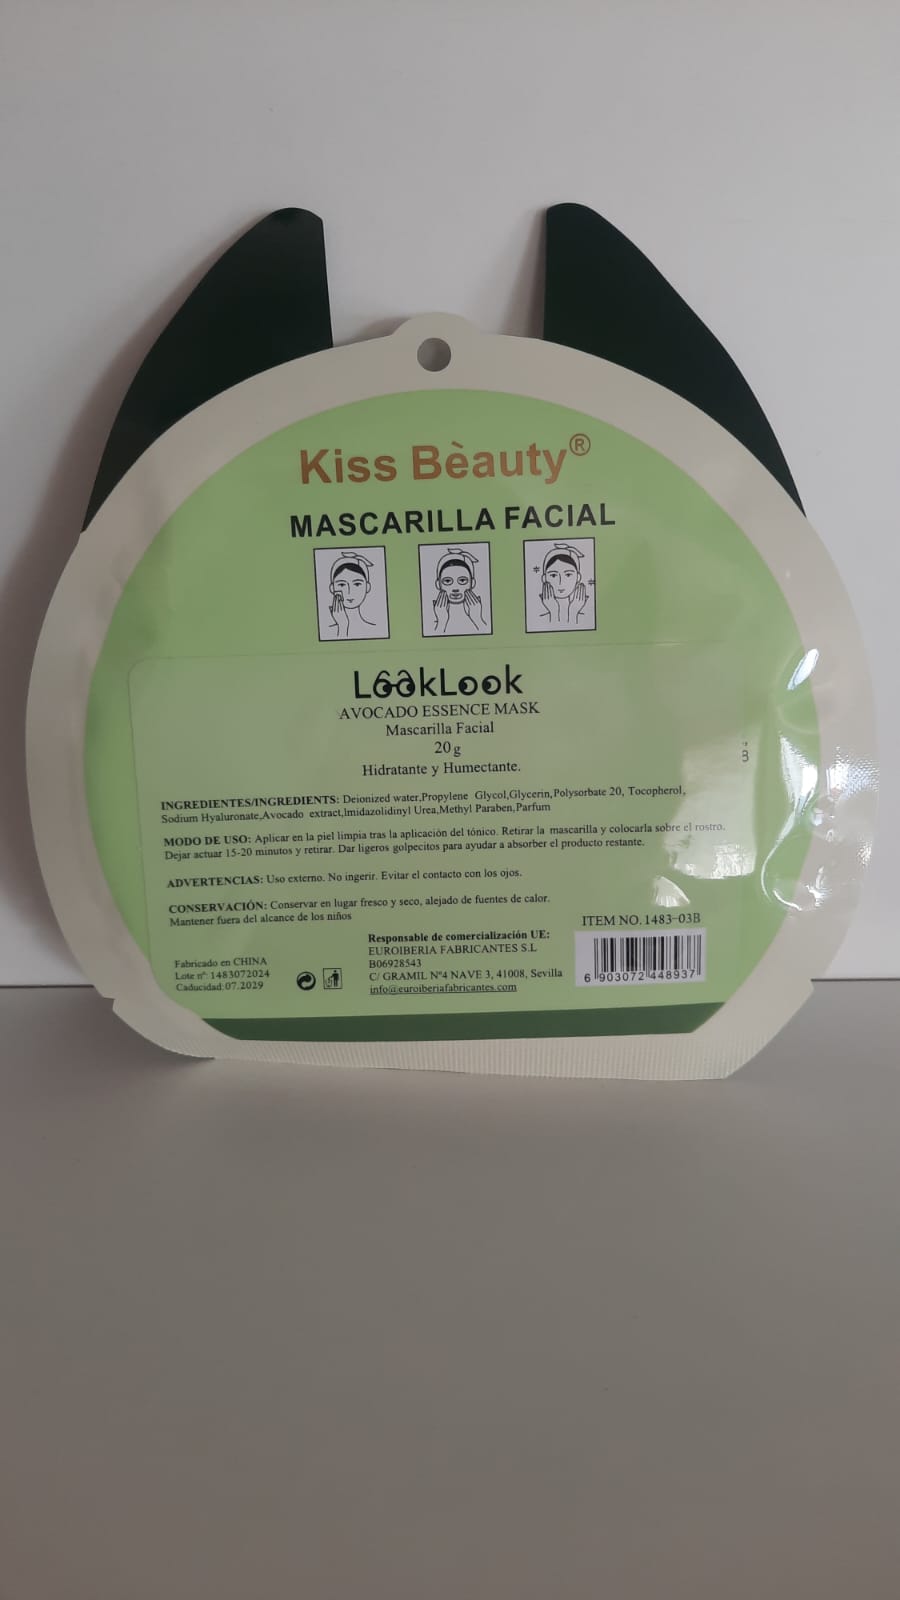 Kiss Bèauty®
MASCARILLA FACIAL
LookLook
AVOCADO ESSENCE MASK
Mascarilla Facial
20 g
Hidratante y Humectante.
INGREDIENTES/INGREDIENTS: Deionized water,Propylene Glycol,Glycerin,Polysorbate 20, Tocopherol,
Sodium Hyaluronate,Avocado extract,Imidazolidinyl Urea,Methyl Paraben,Parfum
MODO DE USO: Aplicar en la piel limpia tras la aplicación del tónico. Retirar la mascarilla y colocarla sobre el rostro.
Dejar actuar 15-20 minutos y retirar. Dar ligeros golpecitos para ayudar a absorber el producto restante.
ADVERTENCIAS: Uso externo. No ingerir. Evitar el contacto con los ojos.
CONSERVACIÓN: Conservar en lugar fresco y seco, alejado de fuentes de calor.
Mantener fuera del alcance de los niños
Fabricado en CHINA
Lote nº: 1483072024
Caducidad:07.2029
Responsable de comercialización UE:
EUROIBERIA FABRICANTES S.L
B06928543
C/ GRAMIL Nº4 NAVE 3, 41008, Sevilla
info@euroiberiafabricantes.com
ITEM NO.1483-03B
6 903072 448937